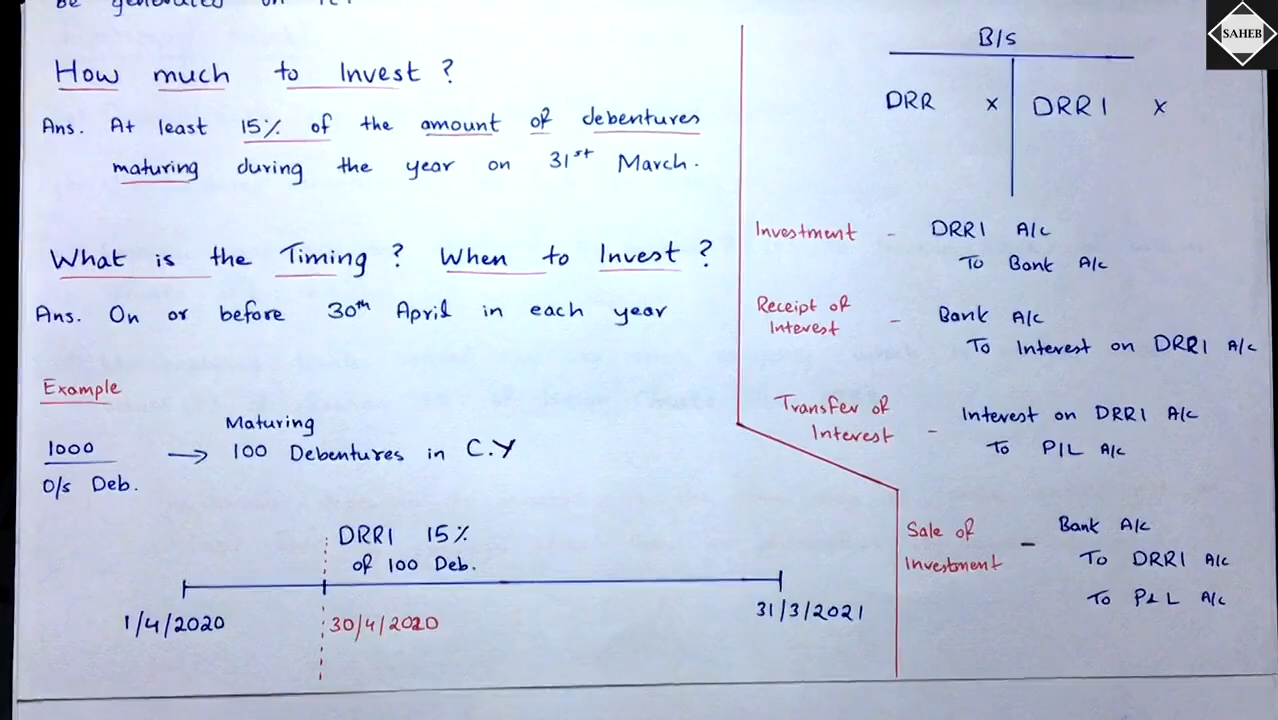 be generated on it.
How much to Invest ?
Ans. At least 15% of the amount of debentures
maturing during the year on 31st March.
What is the Timing ? When to Invest ?
Ans. On or before 30th April in each year
Example
1000
O/s Deb.
→ Maturing
100 Debentures in C.Y
DRRI 15%
of 100 Deb.
1/4/2020
30/4/2020
31/3/2021
SAHEB
B/S
DRR x DRRI x
Investment - DRRI A/c
To Bank A/c
Receipt of
Interest - Bank A/c
To Interest on DRRI A/c
Transfer of
Interest - Interest on DRRI A/c
To P/L A/c
Sale of
Investment - Bank A/c
To DRRI A/c
To P&L A/c